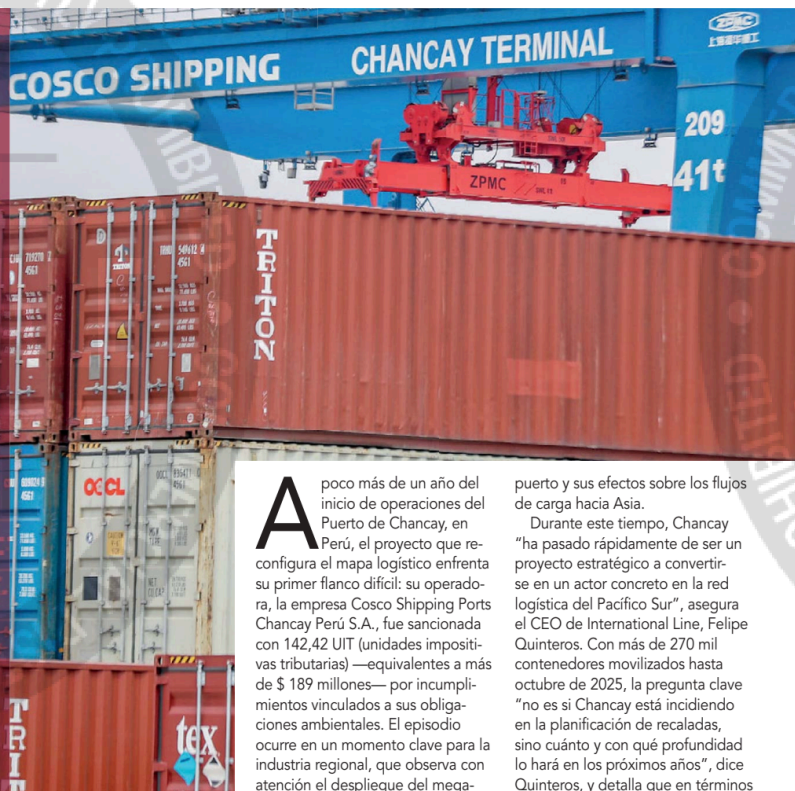 COSCO SHIPPING
CHANCAY TERMINAL
ZPMC
209
41t
ZPMC
TRITON
4561
4561
OOCL
4561
TRITON
tex
A poco más de un año del
inicio de operaciones del
Puerto de Chancay, en
Perú, el proyecto que re-
configura el mapa logístico enfrenta
su primer flanco difícil: su operado-
ra, la empresa Cosco Shipping Ports
Chancay Perú S.A., fue sancionada
con 142,42 UIT (unidades impositi-
vas tributarias) —equivalentes a más
de $ 189 millones— por incumpli-
mientos vinculados a sus obliga-
ciones ambientales. El episodio
ocurre en un momento clave para la
industria regional, que observa con
atención el despliegue del mega-
puerto y sus efectos sobre los flujos
de carga hacia Asia.
Durante este tiempo, Chancay
“ha pasado rápidamente de ser un
proyecto estratégico a convertir-
se en un actor concreto en la red
logística del Pacífico Sur”, asegura
el CEO de International Line, Felipe
Quinteros. Con más de 270 mil
contenedores movilizados hasta
octubre de 2025, la pregunta clave
“no es si Chancay está incidiendo
en la planificación de recaladas,
sino cuánto y con qué profundidad
lo hará en los próximos años”, dice
Quinteros, y detalla que en términos